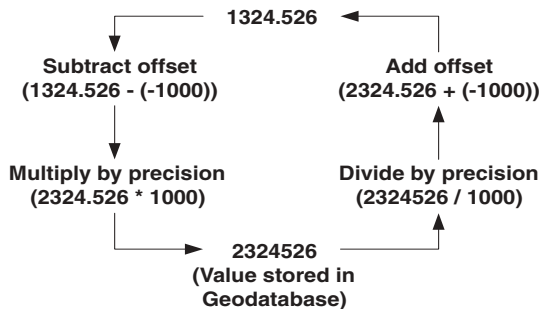 1324.526
Subtract offset
(1324.526 - (-1000))
Multiply by precision
(2324.526 * 1000)
2324526
(Value stored in
Geodatabase)
Divide by precision
(2324526 / 1000)
Add offset
(2324.526 + (-1000))